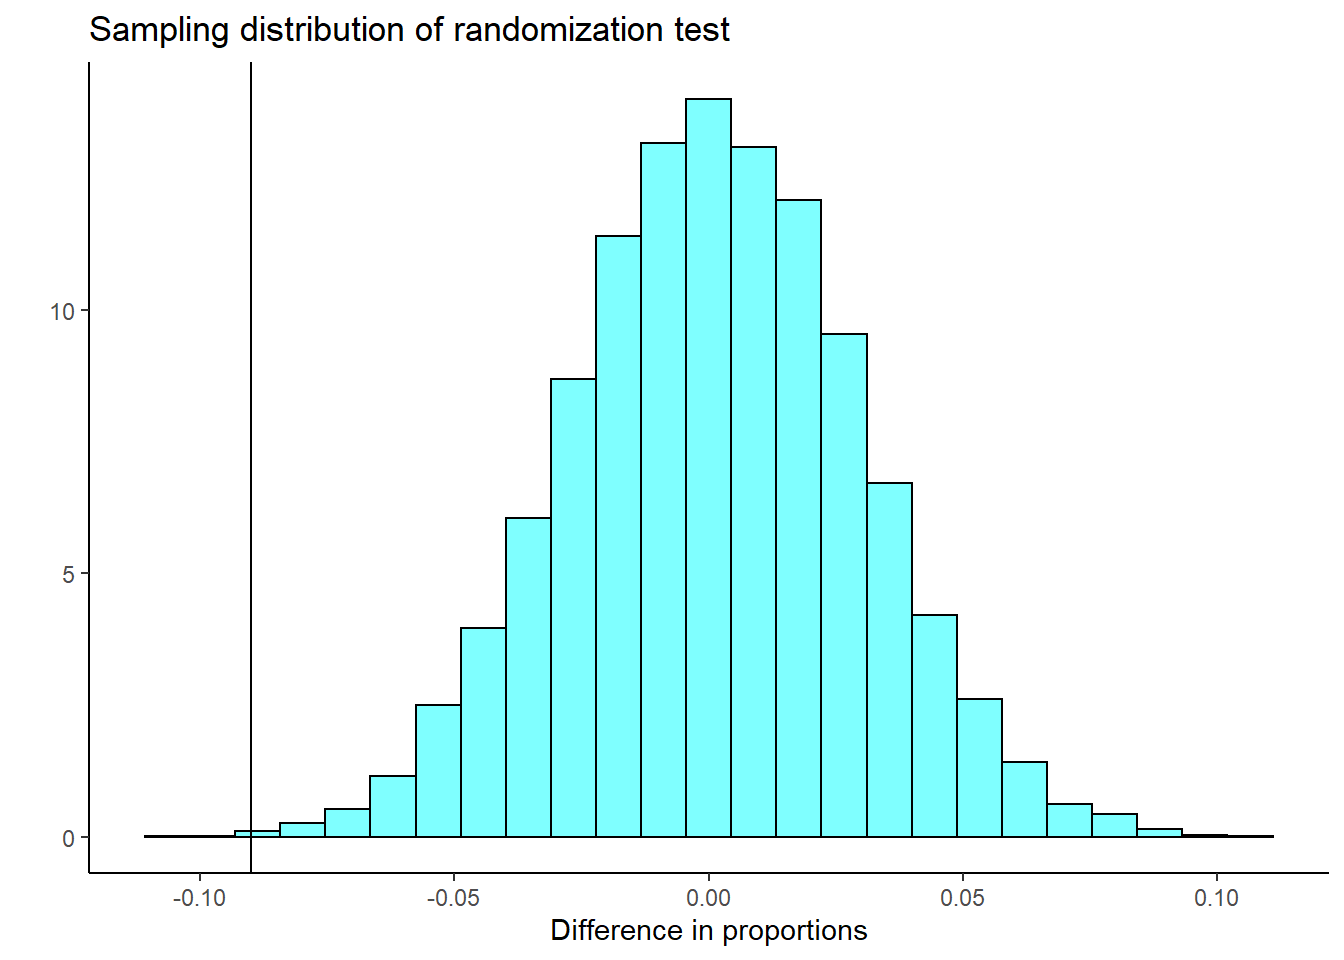 Sampling distribution of randomization test
10
5
0
-0.10 -0.05 0.00 0.05 0.10
Difference in proportions